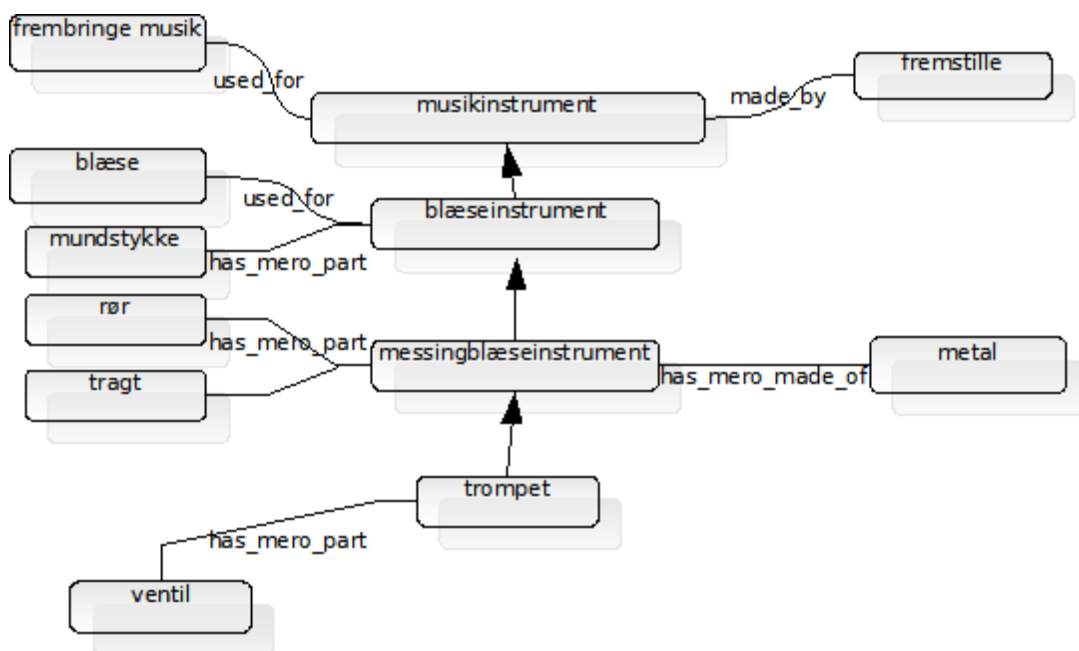 frembringe musik
fremstille
used_for
musikinstrument
made_by
blæse
used_for
blæseinstrument
mundstykke
has_mero_part
rør
has_mero_part
messingblæseinstrument
metal
has_mero_made_of
tragt
trompet
has_mero_part
ventil